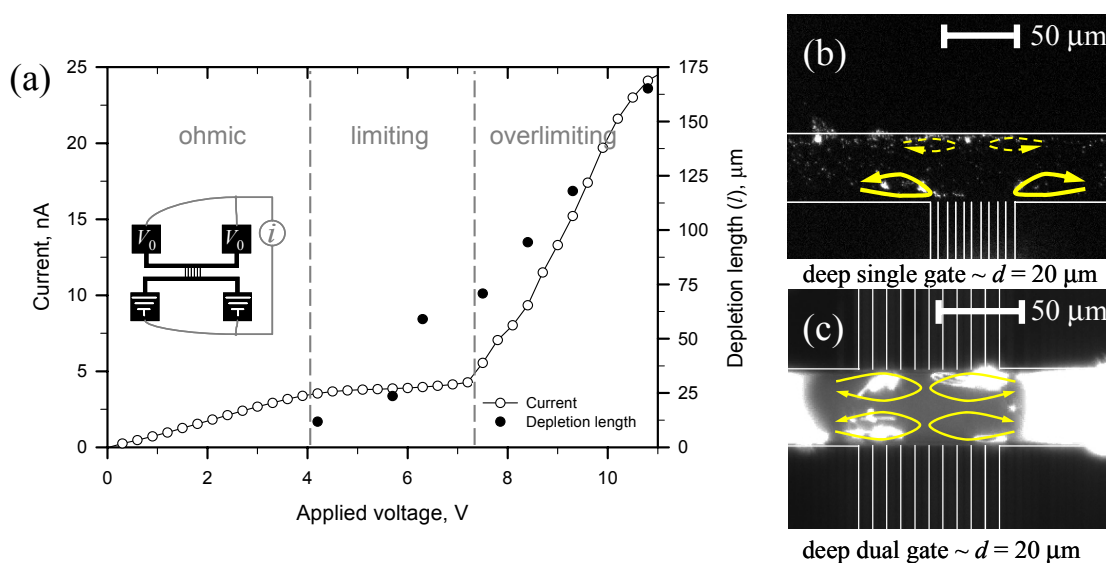 (a)
25
20
15
10
5
0
Current, nA
175
150
125
100
75
50
25
0
Depletion length (l), μm
ohmic
limiting
overlimiting
V0
V0
i
Current
Depletion length
0
2
4
6
8
10
Applied voltage, V
(b)
50 μm
deep single gate ~ d = 20 μm
(c)
50 μm
deep dual gate ~ d = 20 μm